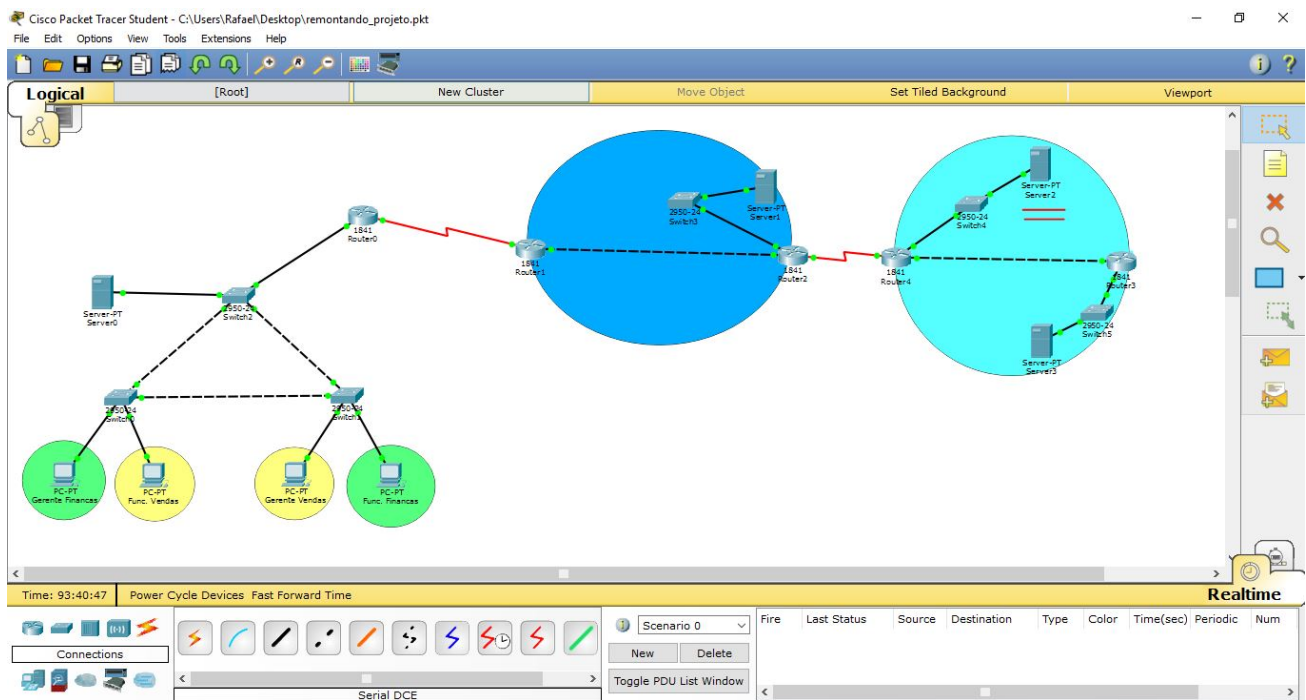 Cisco Packet Tracer Student - C:\Users\Rafael\Desktop\remontando_projeto.pkt
File Edit Options View Tools Extensions Help
Logical [Root] New Cluster Move Object Set Tiled Background Viewport
Server-PT
Server2
2950-24
Switch4
2950-24
Switch3
Server-PT
Server1
1841
Router0
1841
Router1
1841
Router2
1841
Router4
1841
Router3
Server-PT
Server0
2950-24
Switch2
2950-24
Switch5
Server-PT
Server3
2950-24
Switch0
2950-24
PC-PT
Gerente Financas
PC-PT
Func. Vendas
PC-PT
Gerente Vendas
PC-PT
Func. Financas
Time: 93:40:47 Power Cycle Devices Fast Forward Time
Realtime
Connections
Serial DCE
Scenario 0
New Delete
Toggle PDU List Window
Fire Last Status Source Destination Type Color Time(sec) Periodic Num